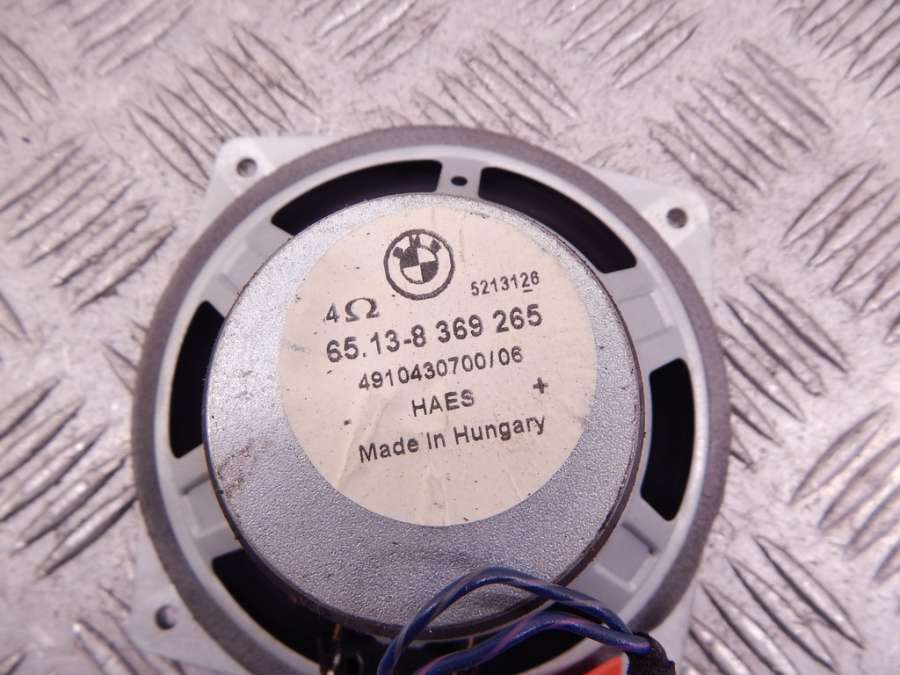 5213126
4Ω
65.13-8 369 265
4910430700/06
HAES +
-
Made In Hungary